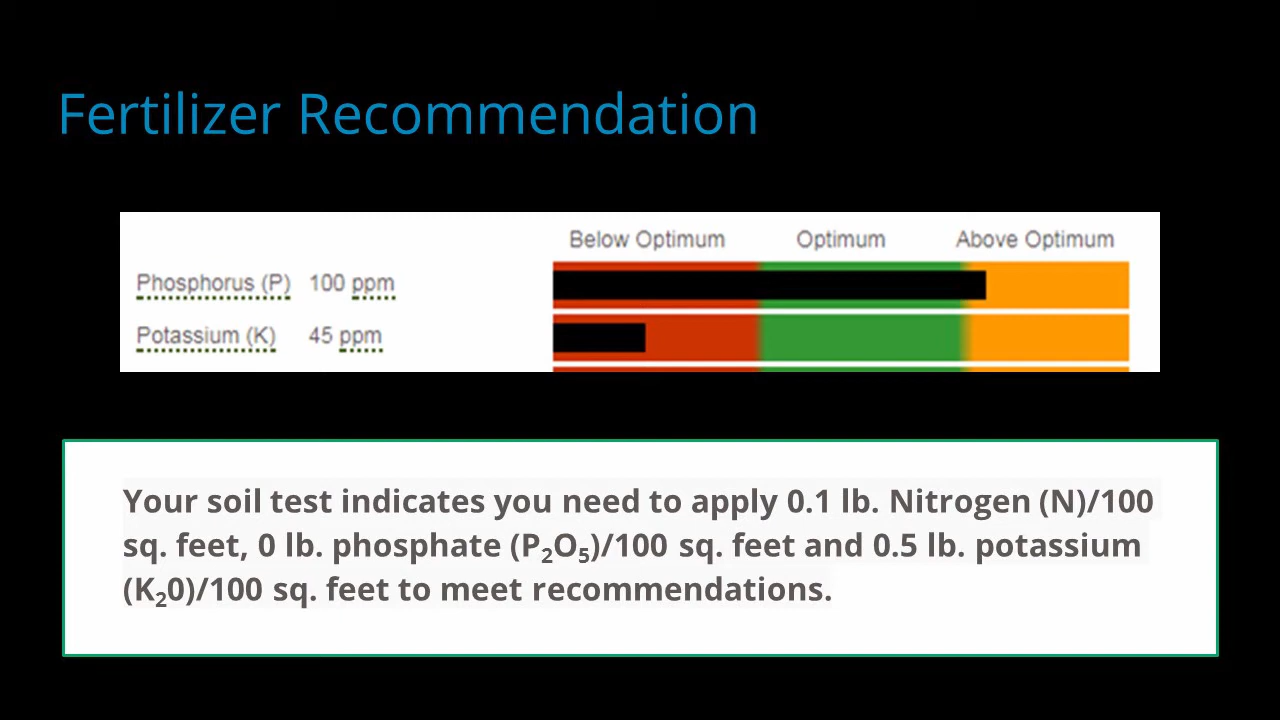 Fertilizer Recommendation
Below Optimum Optimum Above Optimum
Phosphorus (P) 100 ppm
Potassium (K) 45 ppm
Your soil test indicates you need to apply 0.1 lb. Nitrogen (N)/100
sq. feet, 0 lb. phosphate (P₂O₅)/100 sq. feet and 0.5 lb. potassium
(K₂0)/100 sq. feet to meet recommendations.